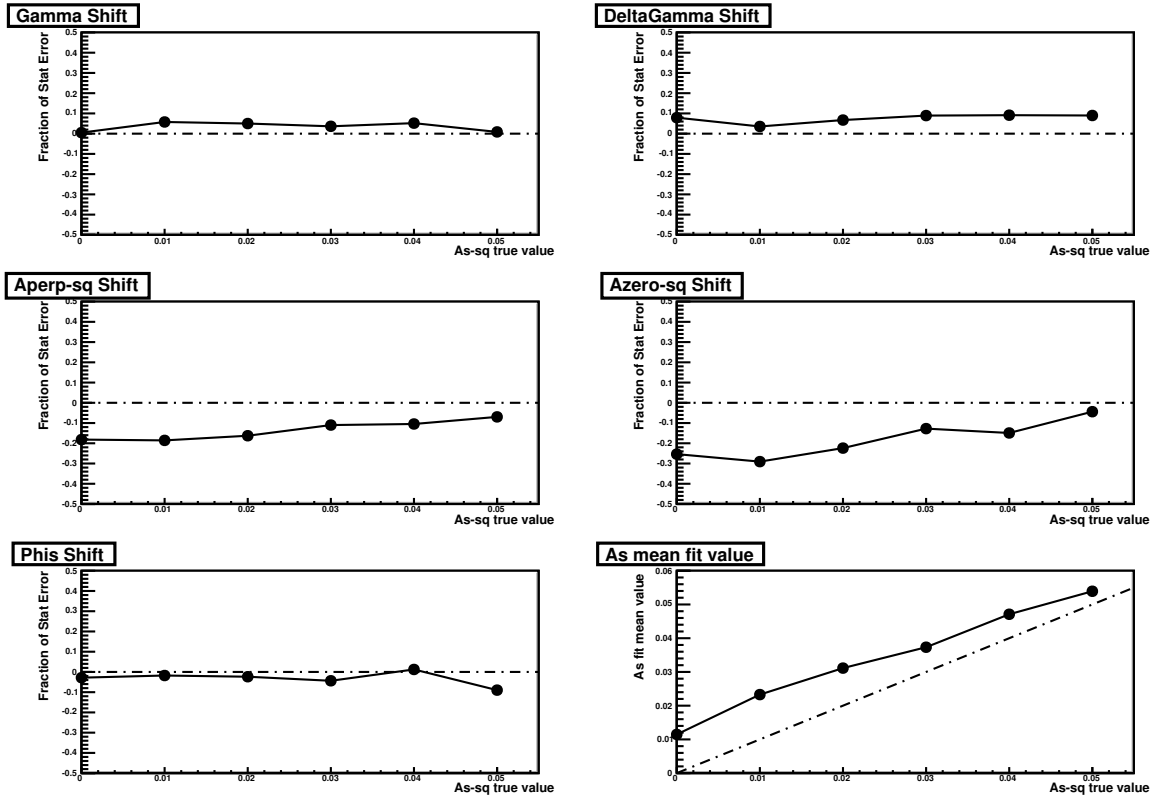 Gamma Shift
Fraction of Stat Error
0.5
0.4
0.3
0.2
0.1
0
-0.1
-0.2
-0.3
-0.4
-0.5
0 0.01 0.02 0.03 0.04 0.05
As-sq true value
DeltaGamma Shift
Fraction of Stat Error
0.5
0.4
0.3
0.2
0.1
0
-0.1
-0.2
-0.3
-0.4
-0.5
0 0.01 0.02 0.03 0.04 0.05
As-sq true value
Aperp-sq Shift
Fraction of Stat Error
0.5
0.4
0.3
0.2
0.1
0
-0.1
-0.2
-0.3
-0.4
-0.5
0 0.01 0.02 0.03 0.04 0.05
As-sq true value
Azero-sq Shift
Fraction of Stat Error
0.5
0.4
0.3
0.2
0.1
0
-0.1
-0.2
-0.3
-0.4
-0.5
0 0.01 0.02 0.03 0.04 0.05
As-sq true value
Phis Shift
Fraction of Stat Error
0.5
0.4
0.3
0.2
0.1
0
-0.1
-0.2
-0.3
-0.4
-0.5
0 0.01 0.02 0.03 0.04 0.05
As-sq true value
As mean fit value
As fit mean value
0.06
0.05
0.04
0.03
0.02
0.01
0
0 0.01 0.02 0.03 0.04 0.05
As-sq true value